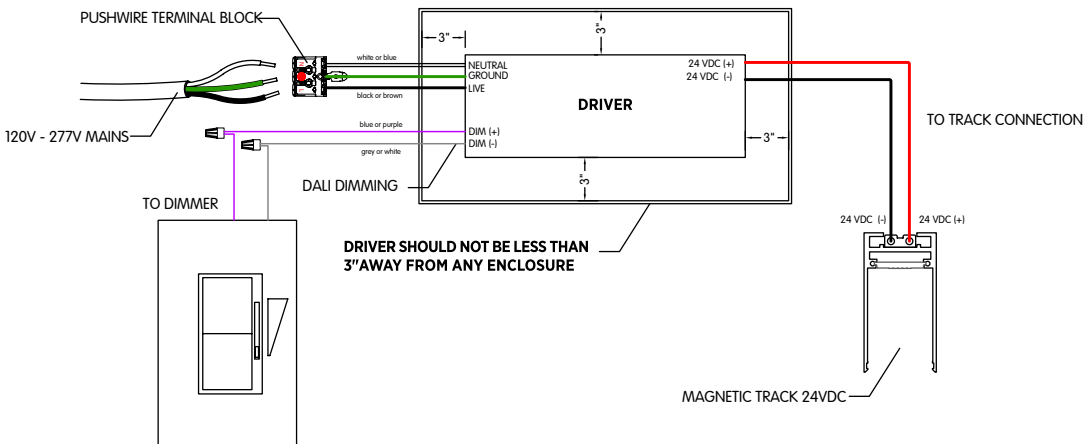 PUSHWIRE TERMINAL BLOCK
120V - 277V MAINS
N
L
white or blue
black or brown
blue or purple
grey or white
3"
3"
3"
3"
NEUTRAL
GROUND
LIVE
DIM (+)
DIM (-)
24 VDC (+)
24 VDC (-)
DRIVER
DALI DIMMING
TO DIMMER
DRIVER SHOULD NOT BE LESS THAN
3"AWAY FROM ANY ENCLOSURE
TO TRACK CONNECTION
24 VDC (-)
24 VDC (+)
MAGNETIC TRACK 24VDC